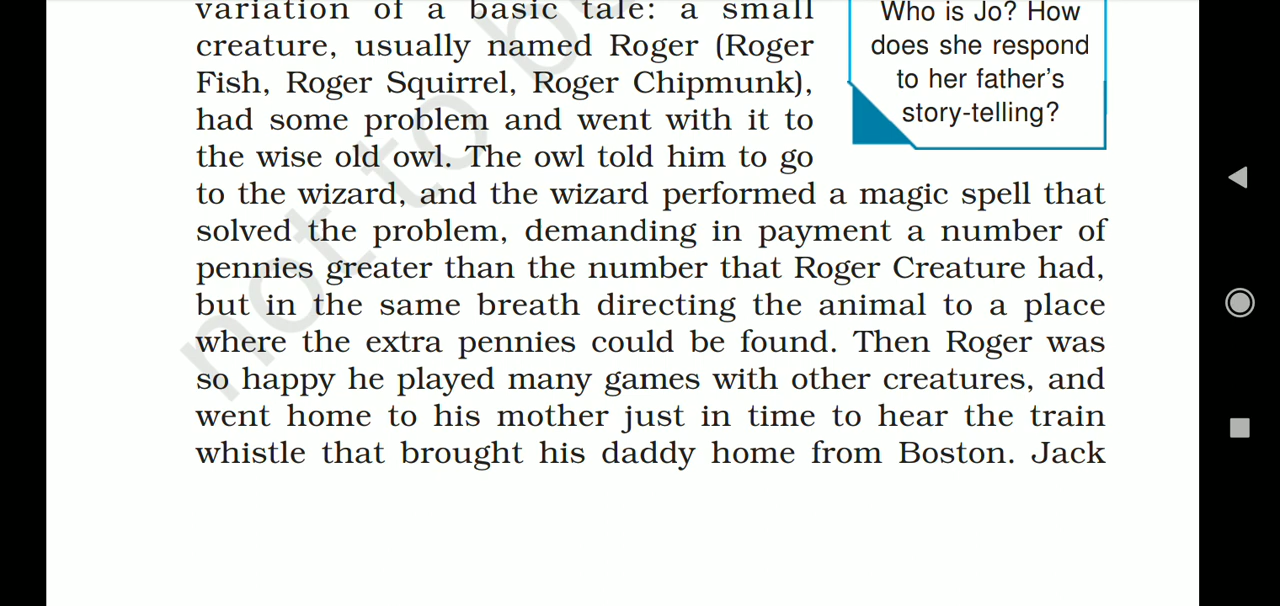 variation of a basic tale: a small
creature, usually named Roger (Roger
Fish, Roger Squirrel, Roger Chipmunk),
had some problem and went with it to
the wise old owl. The owl told him to go
to the wizard, and the wizard performed a magic spell that
solved the problem, demanding in payment a number of
pennies greater than the number that Roger Creature had,
but in the same breath directing the animal to a place
where the extra pennies could be found. Then Roger was
so happy he played many games with other creatures, and
went home to his mother just in time to hear the train
whistle that brought his daddy home from Boston. Jack
Who is Jo? How
does she respond
to her father's
story-telling?
not to b